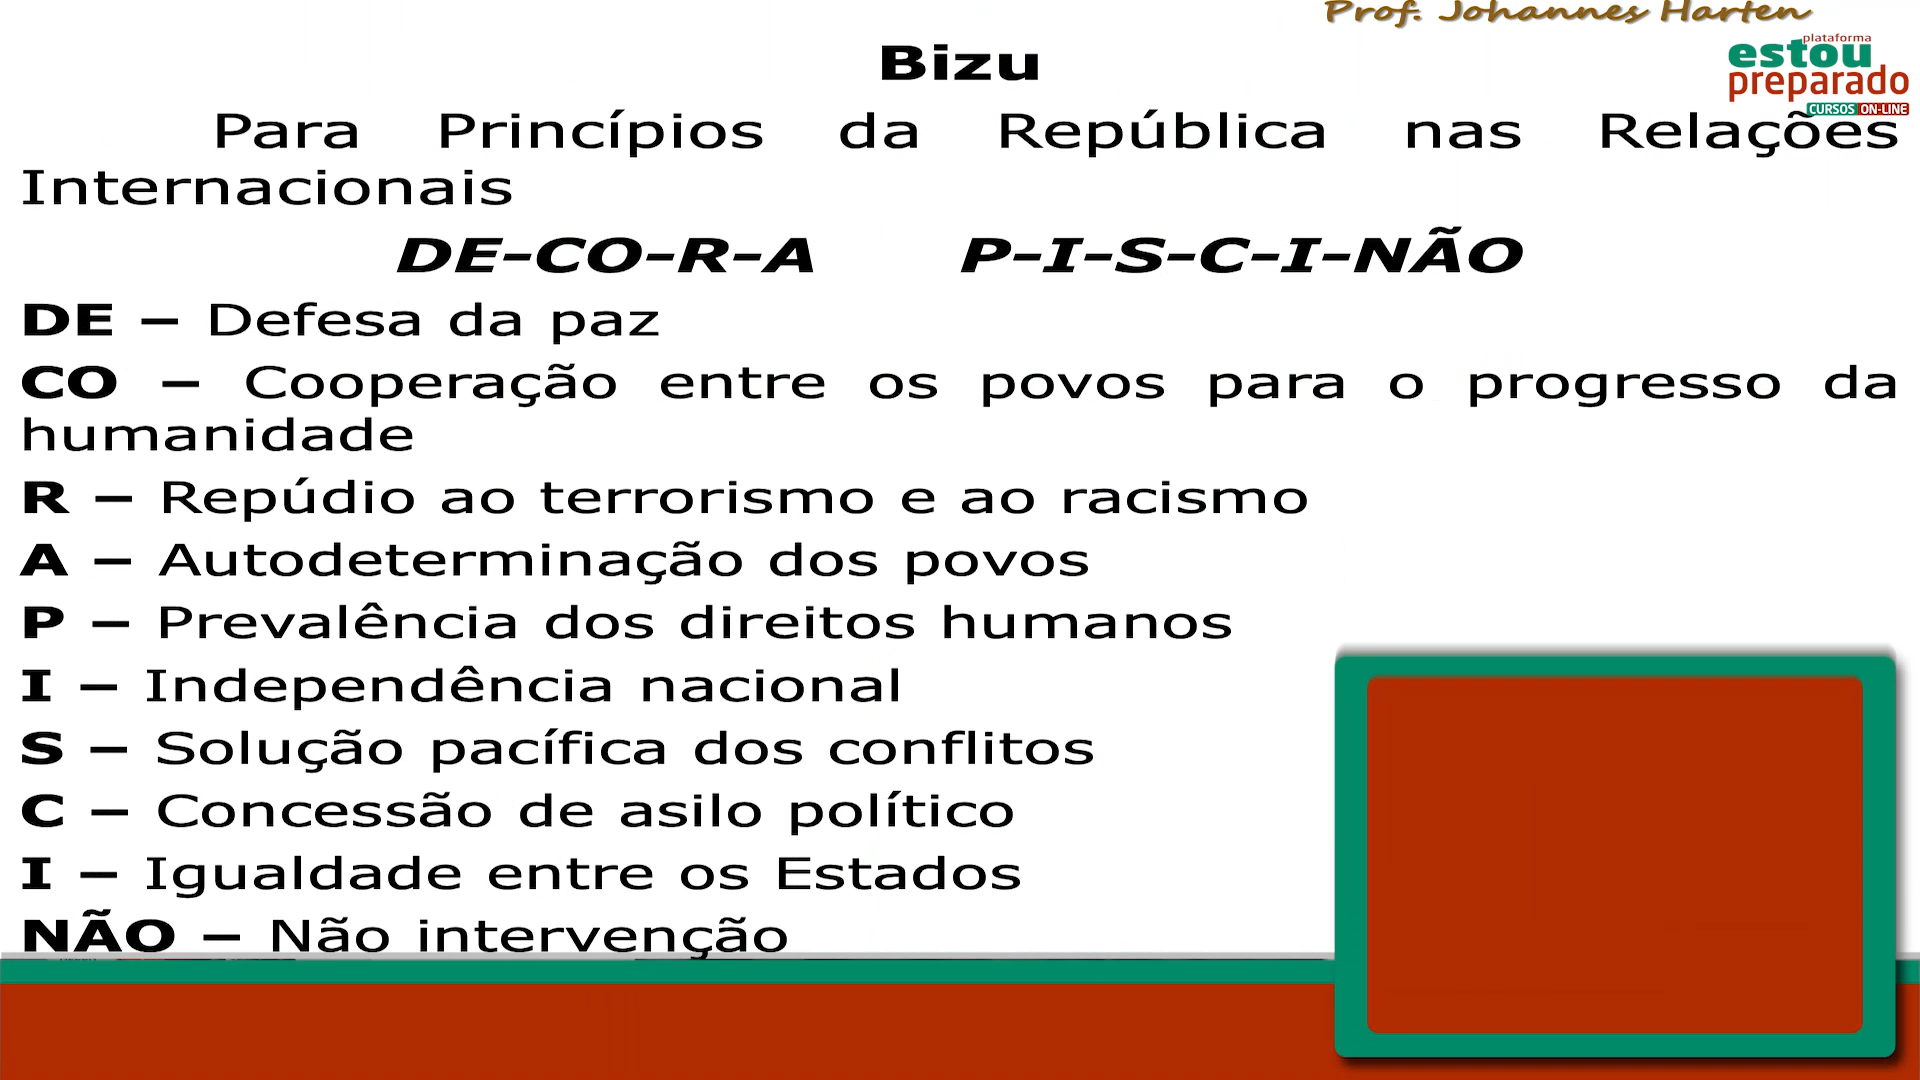 Prof. Johannes Harten
plataforma
estou
preparado
CURSOS ON-LINE
Bizu
Para Princípios da República nas Relações
Internacionais
DE–CO–R–A P–I–S–C–I–NÃO
DE – Defesa da paz
CO – Cooperação entre os povos para o progresso da
humanidade
R – Repúdio ao terrorismo e ao racismo
A – Autodeterminação dos povos
P – Prevalência dos direitos humanos
I – Independência nacional
S – Solução pacífica dos conflitos
C – Concessão de asilo político
I – Igualdade entre os Estados
NÃO – Não intervenção